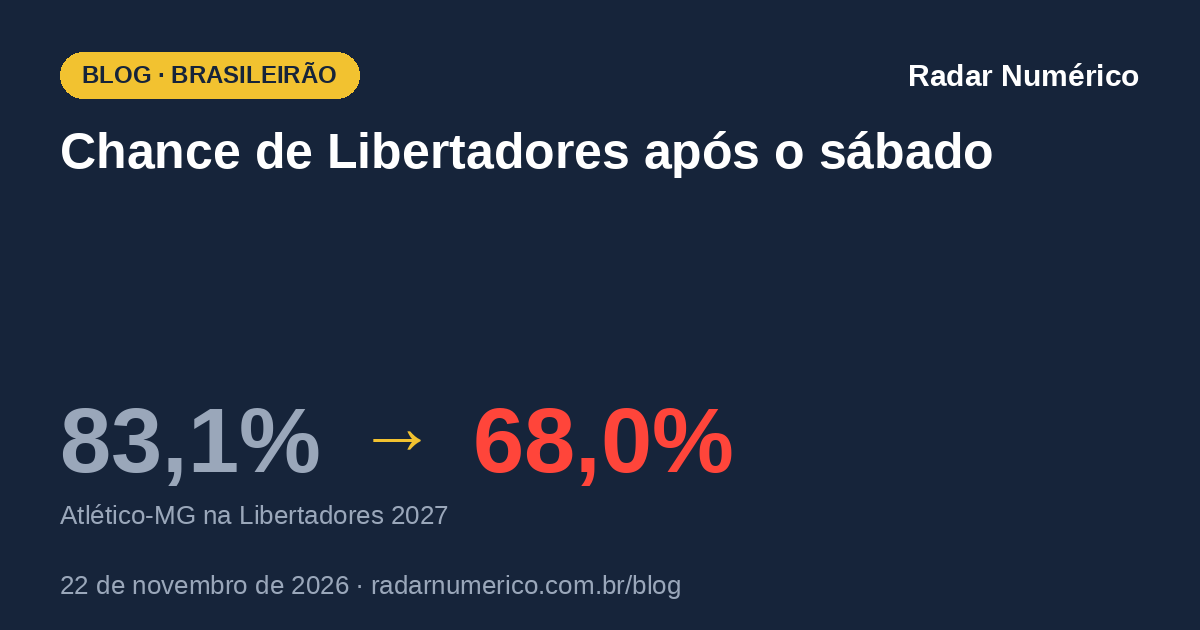 BLOG · BRASILEIRÃO
Radar Numérico
Chance de Libertadores após o sábado
83,1% → 68,0%
Atlético-MG na Libertadores 2027
22 de novembro de 2026 · radarnumerico.com.br/blog